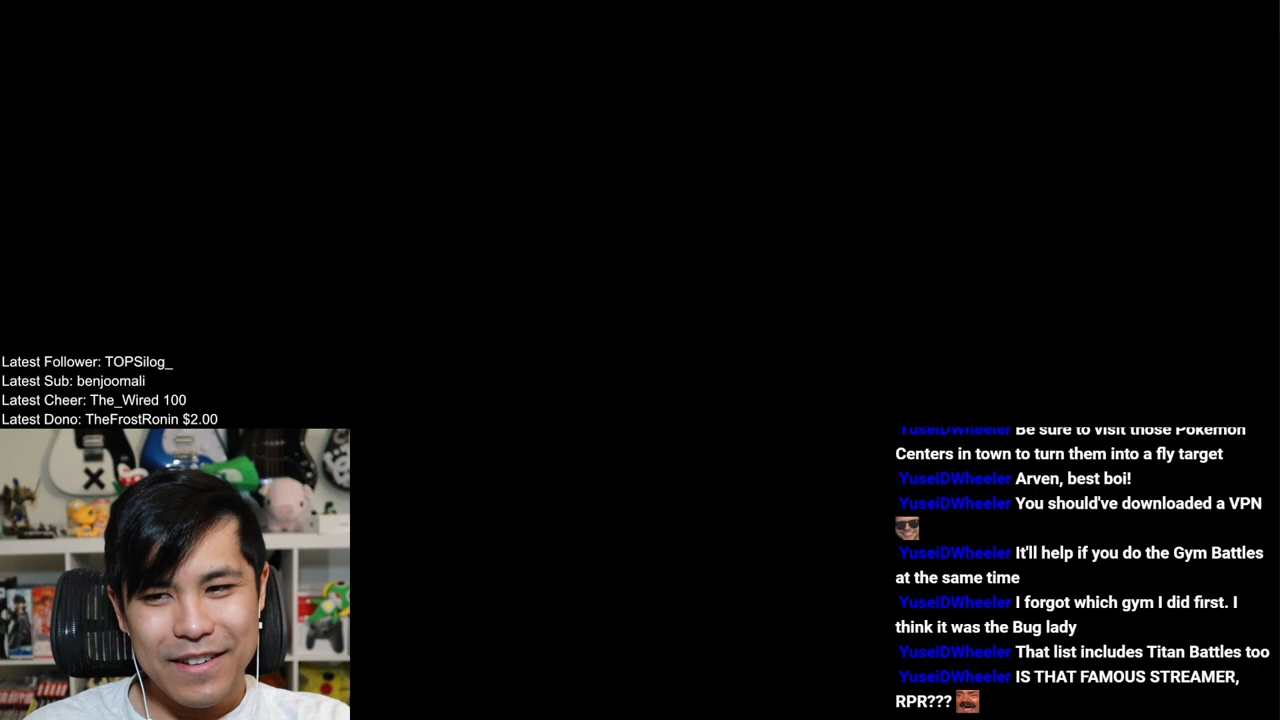 Latest Follower: TOPSilog_
Latest Sub: benjoomali
Latest Cheer: The_Wired 100
Latest Dono: TheFrostRonin $2.00
YuseiDWheeler Be sure to visit those Pokemon
Centers in town to turn them into a fly target
YuseiDWheeler Arven, best boi!
YuseiDWheeler You should've downloaded a VPN
YuseiDWheeler It'll help if you do the Gym Battles
at the same time
YuseiDWheeler I forgot which gym I did first. I
think it was the Bug lady
YuseiDWheeler That list includes Titan Battles too
YuseiDWheeler IS THAT FAMOUS STREAMER,
RPR???